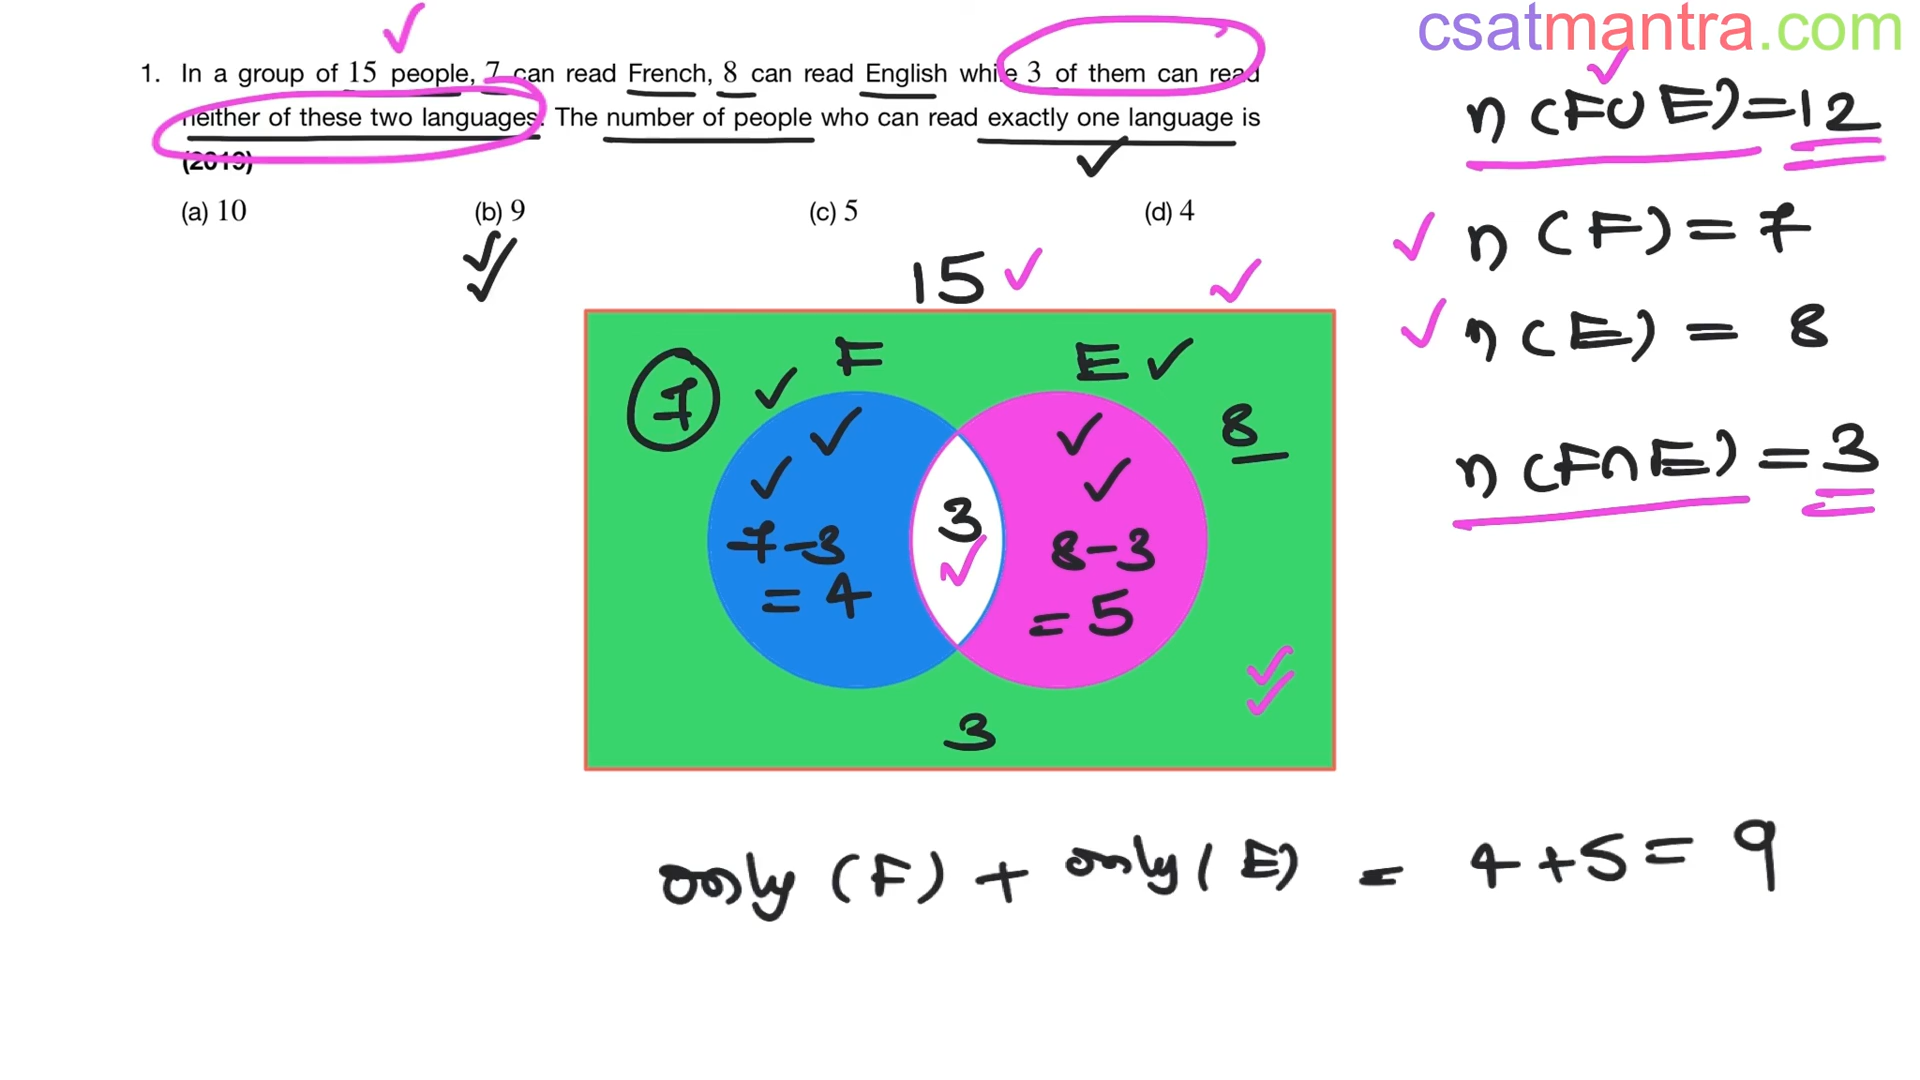 csatmantra.com
1. In a group of 15 people, 7 can read French, 8 can read English while 3 of them can read
neither of these two languages. The number of people who can read exactly one language is
(2019)
(a) 10 (b) 9 (c) 5 (d) 4
n(F∪E)=12
n(F)=7
n(E) = 8
n(F∩E) = 3
15
F E
7 8
3
7-3 8-3
= 4 = 5
3
only (F) + only (E) = 4+5= 9